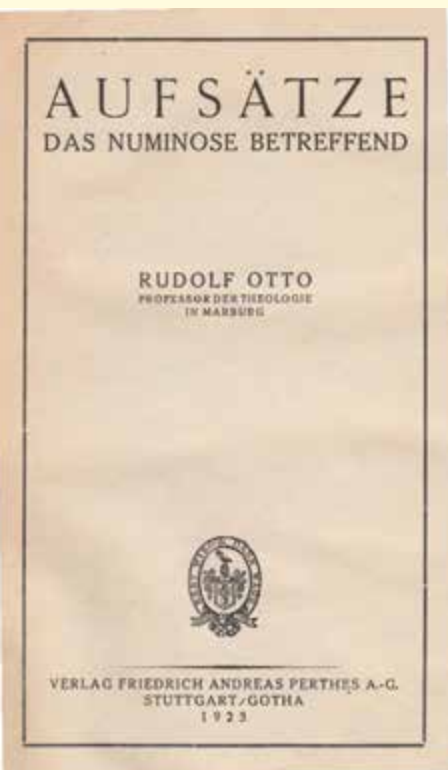 AUFSÄTZE
DAS NUMINOSE BETREFFEND
RUDOLF OTTO
PROFESSOR DER THEOLOGIE
IN MARBURG
VERLAG FRIEDRICH ANDREAS PERTHES A.-G.
STUTTGART/GOTHA
1923